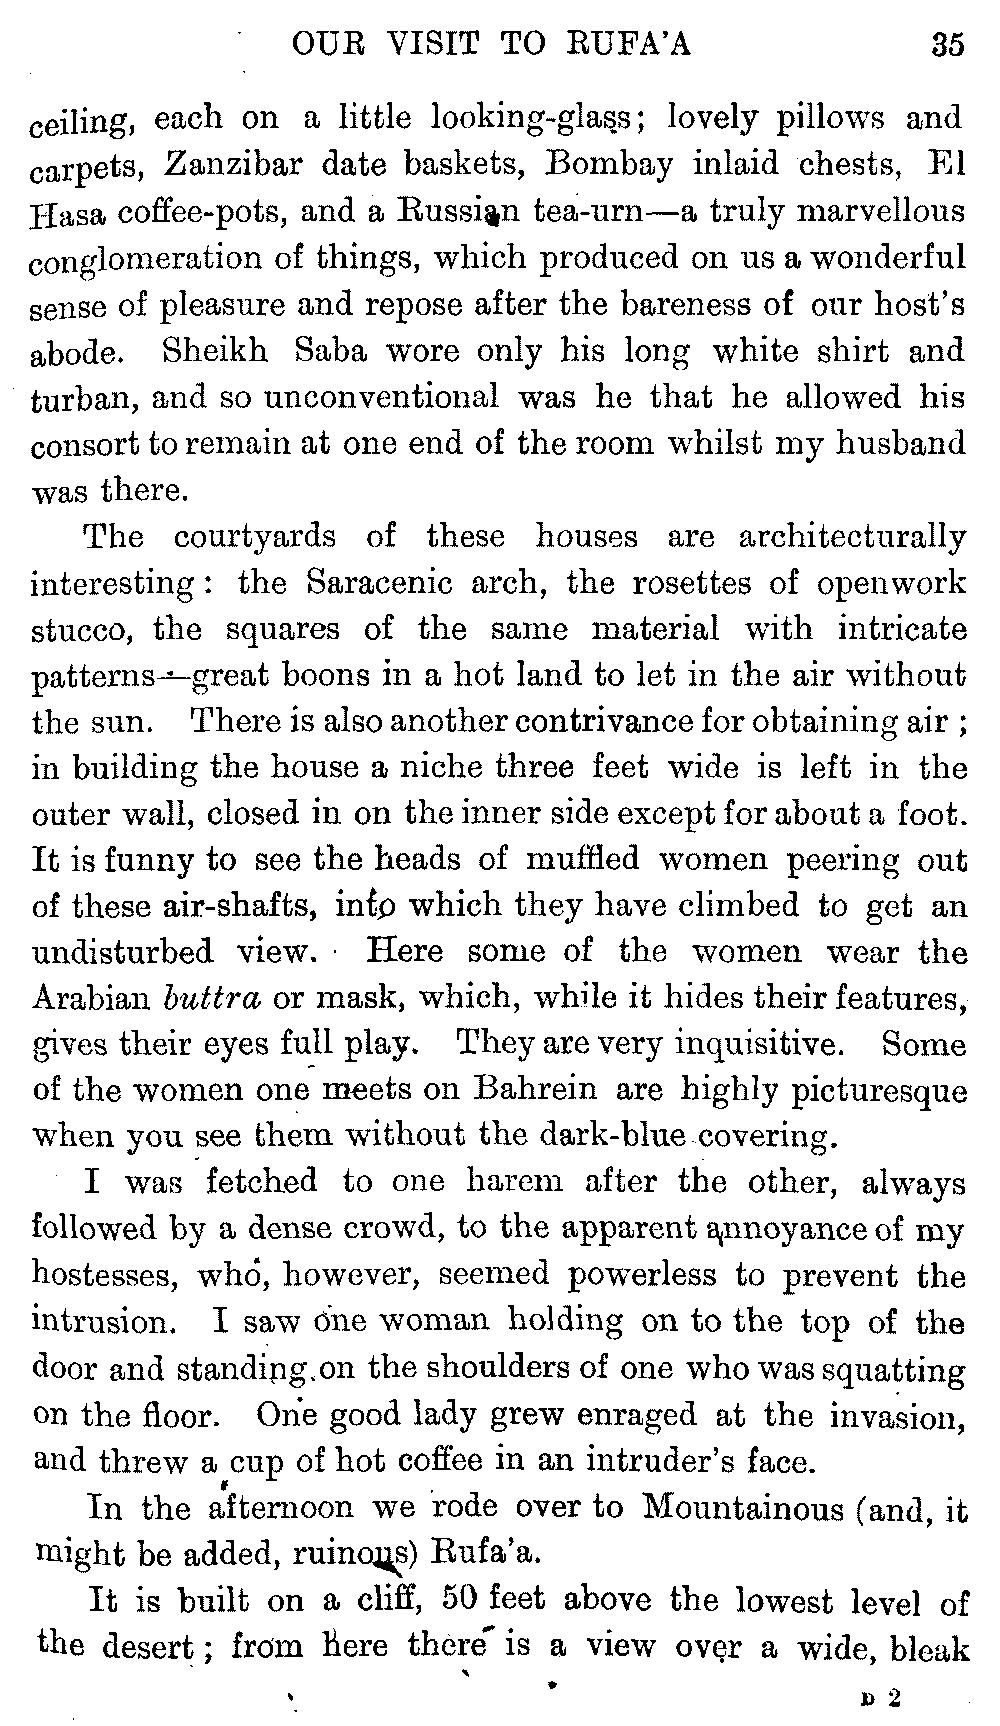 OUR VISIT TO RUFA'A 35
ceiling, each on a little looking-glass; lovely pillows and
carpets, Zanzibar date baskets, Bombay inlaid chests, El
Hasa coffee-pots, and a Russian tea-urn—a truly marvellous
conglomeration of things, which produced on us a wonderful
sense of pleasure and repose after the bareness of our host's
abode. Sheikh Saba wore only his long white shirt and
turban, and so unconventional was he that he allowed his
consort to remain at one end of the room whilst my husband
was there.
The courtyards of these houses are architecturally
interesting: the Saracenic arch, the rosettes of openwork
stucco, the squares of the same material with intricate
patterns—great boons in a hot land to let in the air without
the sun. There is also another contrivance for obtaining air;
in building the house a niche three feet wide is left in the
outer wall, closed in on the inner side except for about a foot.
It is funny to see the heads of muffled women peering out
of these air-shafts, into which they have climbed to get an
undisturbed view. Here some of the women wear the
Arabian buttra or mask, which, while it hides their features,
gives their eyes full play. They are very inquisitive. Some
of the women one meets on Bahrein are highly picturesque
when you see them without the dark-blue covering.
I was fetched to one harem after the other, always
followed by a dense crowd, to the apparent annoyance of my
hostesses, who, however, seemed powerless to prevent the
intrusion. I saw one woman holding on to the top of the
door and standing on the shoulders of one who was squatting
on the floor. One good lady grew enraged at the invasion,
and threw a cup of hot coffee in an intruder's face.
In the afternoon we rode over to Mountainous (and, it
might be added, ruinous) Rufa'a.
It is built on a cliff, 50 feet above the lowest level of
the desert; from here there is a view over a wide, bleak
D 2